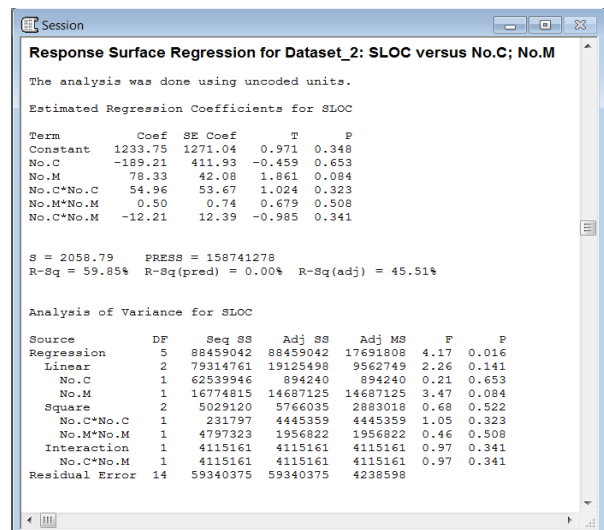 Session
Response Surface Regression for Dataset_2: SLOC versus No.C; No.M
The analysis was done using uncoded units.
Estimated Regression Coefficients for SLOC
Term Coef SE Coef T P
Constant 1233.75 1271.04 0.971 0.348
No.C -189.21 411.93 -0.459 0.653
No.M 78.33 42.08 1.861 0.084
No.C*No.C 54.96 53.67 1.024 0.323
No.M*No.M 0.50 0.74 0.679 0.508
No.C*No.M -12.21 12.39 -0.985 0.341
S = 2058.79 PRESS = 158741278
R-Sq = 59.85% R-Sq(pred) = 0.00% R-Sq(adj) = 45.51%
Analysis of Variance for SLOC
Source DF Seq SS Adj SS Adj MS F P
Regression 5 88459042 88459042 17691808 4.17 0.016
Linear 2 79314761 19125498 9562749 2.26 0.141
No.C 1 62539946 894240 894240 0.21 0.653
No.M 1 16774815 14687125 14687125 3.47 0.084
Square 2 5029120 5766035 2883018 0.68 0.522
No.C*No.C 1 231797 4445359 4445359 1.05 0.323
No.M*No.M 1 4797323 1956822 1956822 0.46 0.508
Interaction 1 4115161 4115161 4115161 0.97 0.341
No.C*No.M 1 4115161 4115161 4115161 0.97 0.341
Residual Error 14 59340375 59340375 4238598